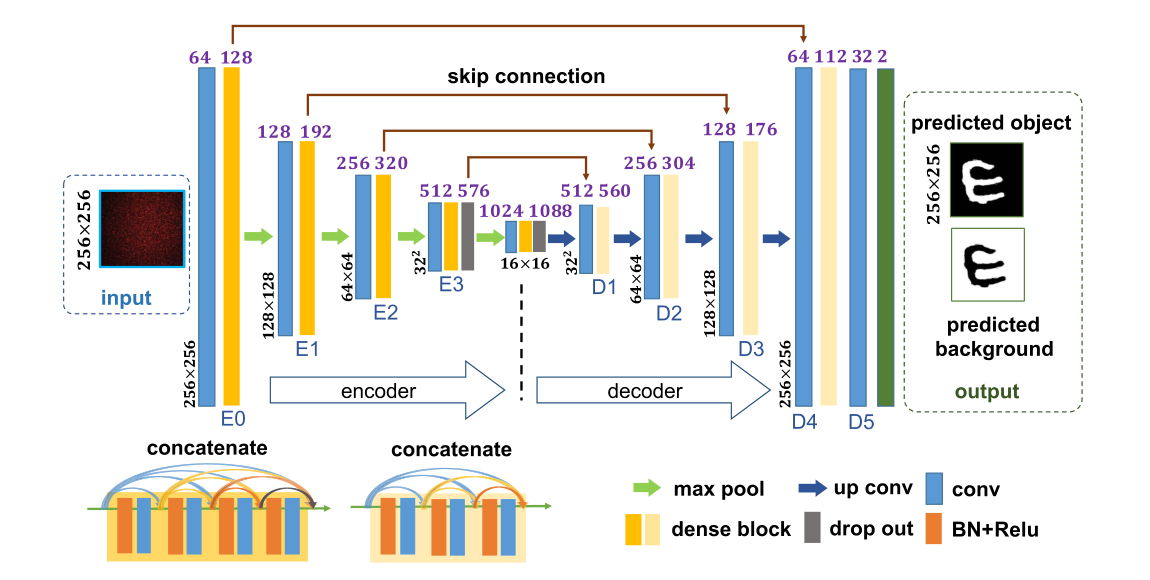 64 128
64 112 32 2
skip connection
128 192
128 176
predicted object
256 320
256 304
512 576
512 560
1024 1088
256×256
256×256
input
16×16
32²
32²
E3
D1
64×64
64×64
E2
D2
128×128
128×128
E1
D3
predicted
background
output
256×256
256×256
encoder
decoder
E0
D4 D5
concatenate
concatenate
max pool
up conv
conv
dense block
drop out
BN+Relu